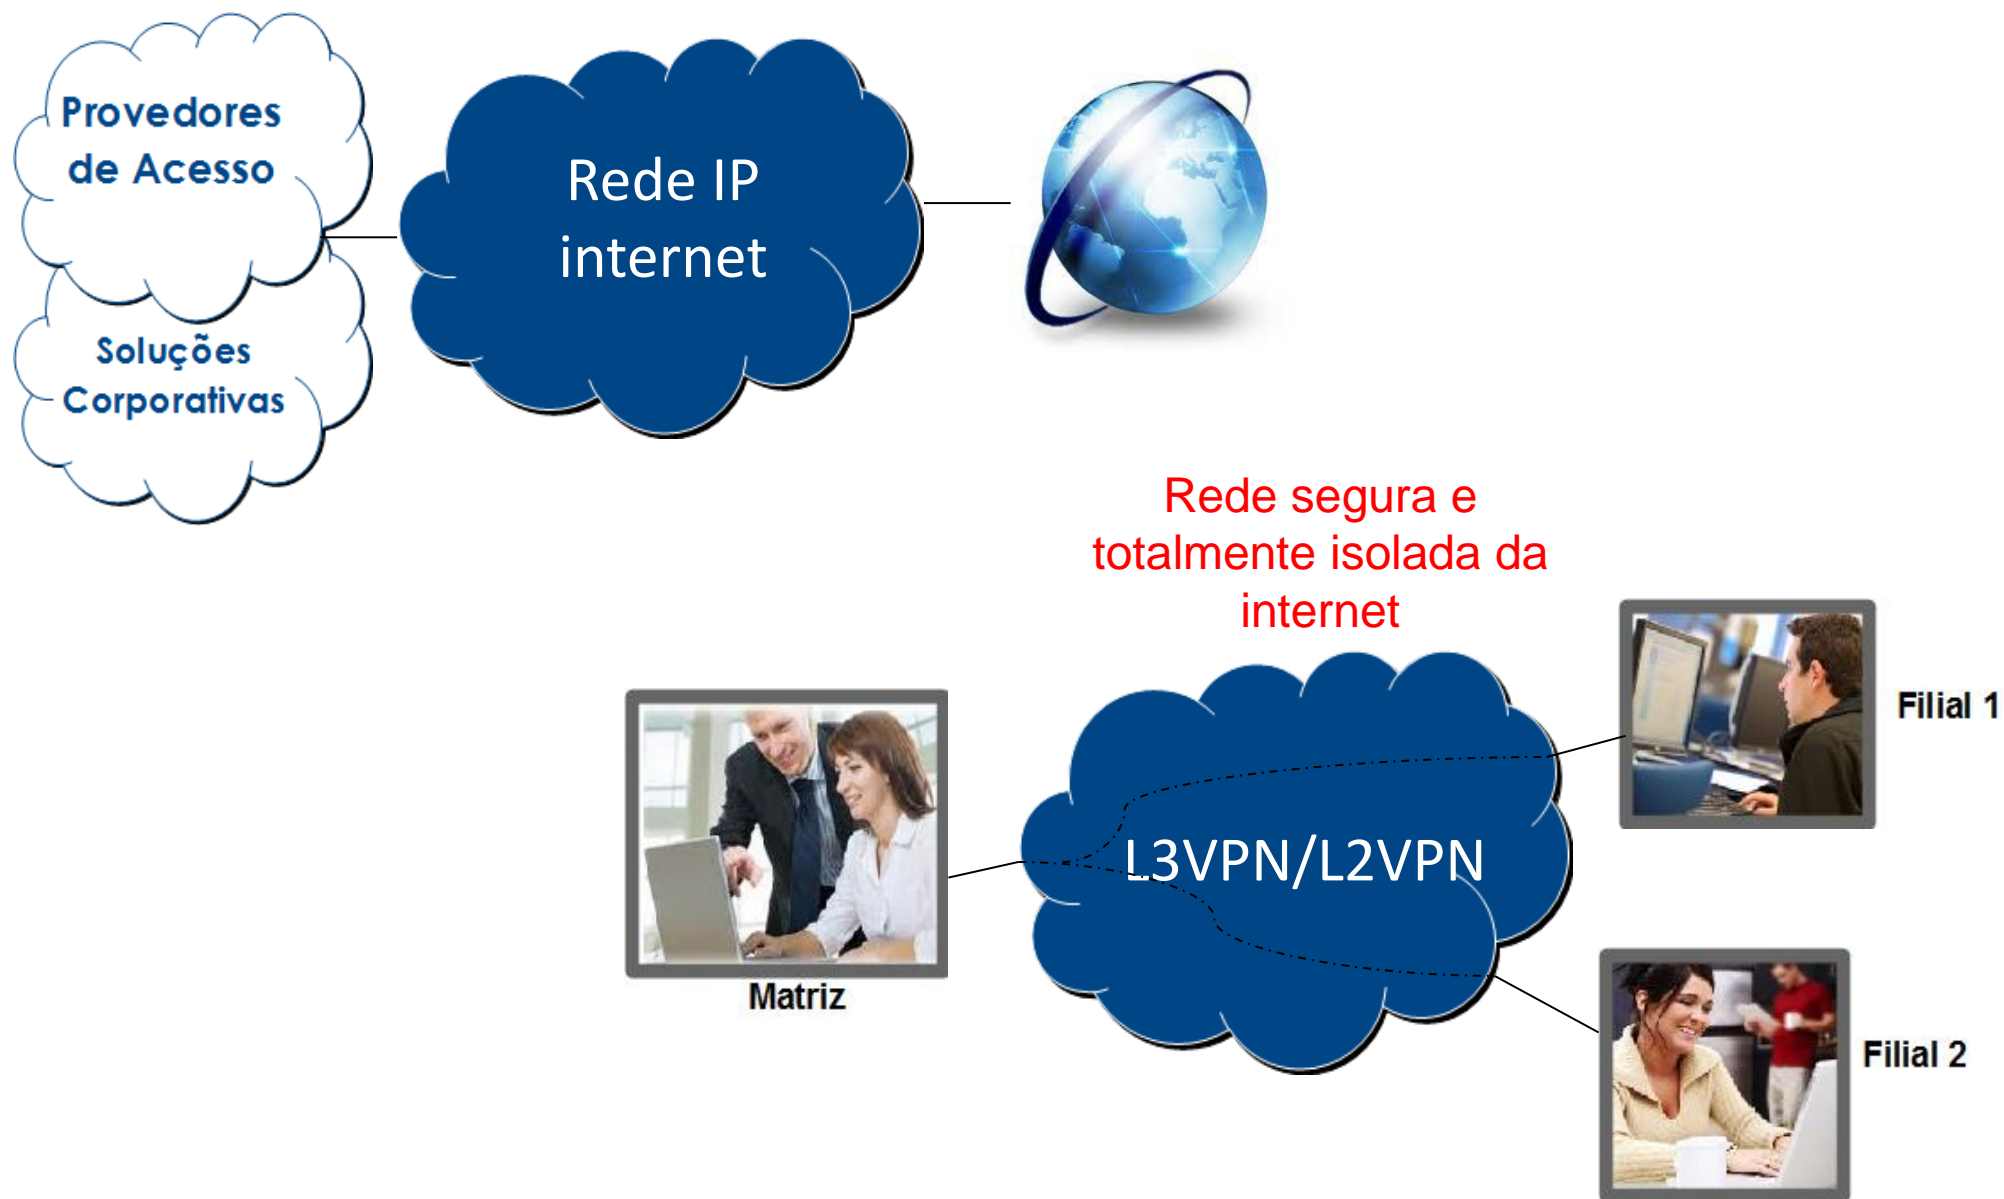 Provedores
de Acesso
Rede IP
internet
Soluções
Corporativas
Rede segura e
totalmente isolada da
internet
Filial 1
L3VPN/L2VPN
Matriz
Filial 2